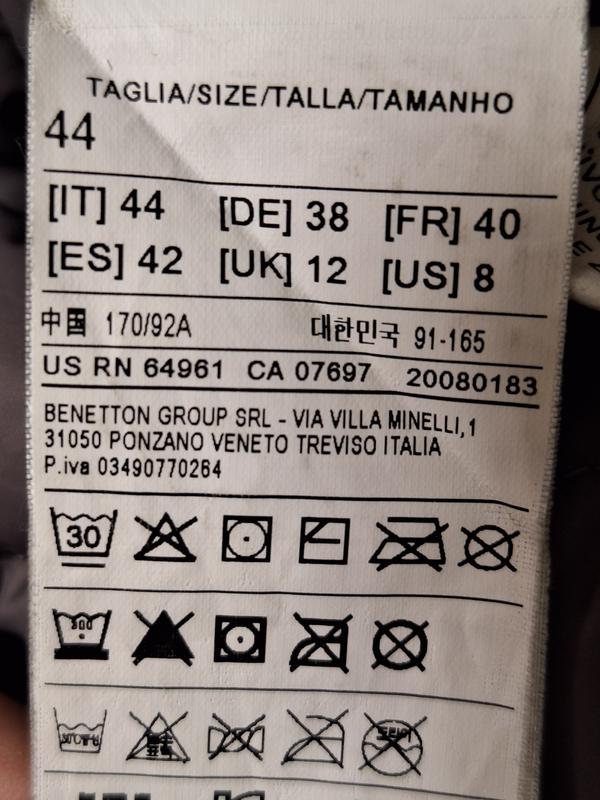 TAGLIA/SIZE/TALLA/TAMANHO
44
[IT] 44 [DE] 38 [FR] 40
[ES] 42 [UK] 12 [US] 8
中国 170/92A 대한민국 91-165
US RN 64961 CA 07697 20080183
BENETTON GROUP SRL - VIA VILLA MINELLI,1
31050 PONZANO VENETO TREVISO ITALIA
P.iva 03490770264
30